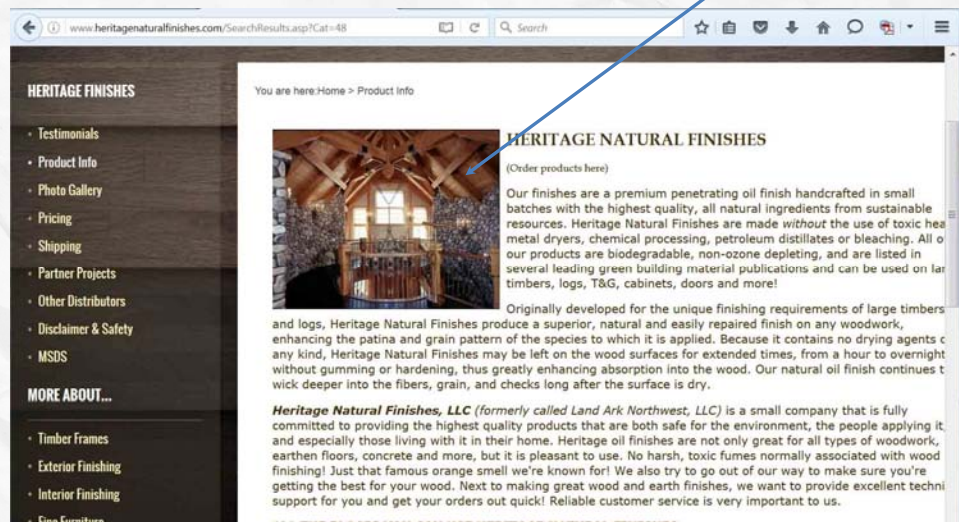 www.heritagenaturalfinishes.com/SearchResults.asp?Cat=48
Search
HERITAGE FINISHES
Testimonials
Product Info
Photo Gallery
Pricing
Shipping
Partner Projects
Other Distributors
Disclaimer & Safety
MSDS
MORE ABOUT...
Timber Frames
Exterior Finishing
Interior Finishing
Fine Furniture
You are here:Home > Product Info
HERITAGE NATURAL FINISHES
(Order products here)
Our finishes are a premium penetrating oil finish handcrafted in small
batches with the highest quality, all natural ingredients from sustainable
resources. Heritage Natural Finishes are made without the use of toxic hea
metal dryers, chemical processing, petroleum distillates or bleaching. All o
our products are biodegradable, non-ozone depleting, and are listed in
several leading green building material publications and can be used on lar
timbers, logs, T&G, cabinets, doors and more!
Originally developed for the unique finishing requirements of large timbers
and logs, Heritage Natural Finishes produce a superior, natural and easily repaired finish on any woodwork,
enhancing the patina and grain pattern of the species to which it is applied. Because it contains no drying agents
any kind, Heritage Natural Finishes may be left on the wood surfaces for extended times, from a hour to overnight
without gumming or hardening, thus greatly enhancing absorption into the wood. Our natural oil finish continues t
wick deeper into the fibers, grain, and checks long after the surface is dry.
Heritage Natural Finishes, LLC (formerly called Land Ark Northwest, LLC) is a small company that is fully
committed to providing the highest quality products that are both safe for the environment, the people applying it,
and especially those living with it in their home. Heritage oil finishes are not only great for all types of woodwork,
earthen floors, concrete and more, but it is pleasant to use. No harsh, toxic fumes normally associated with wood
finishing! Just that famous orange smell we're known for! We also try to go out of our way to make sure you're
getting the best for your wood. Next to making great wood and earth finishes, we want to provide excellent techni
support for you and get your orders out quick! Reliable customer service is very important to us.